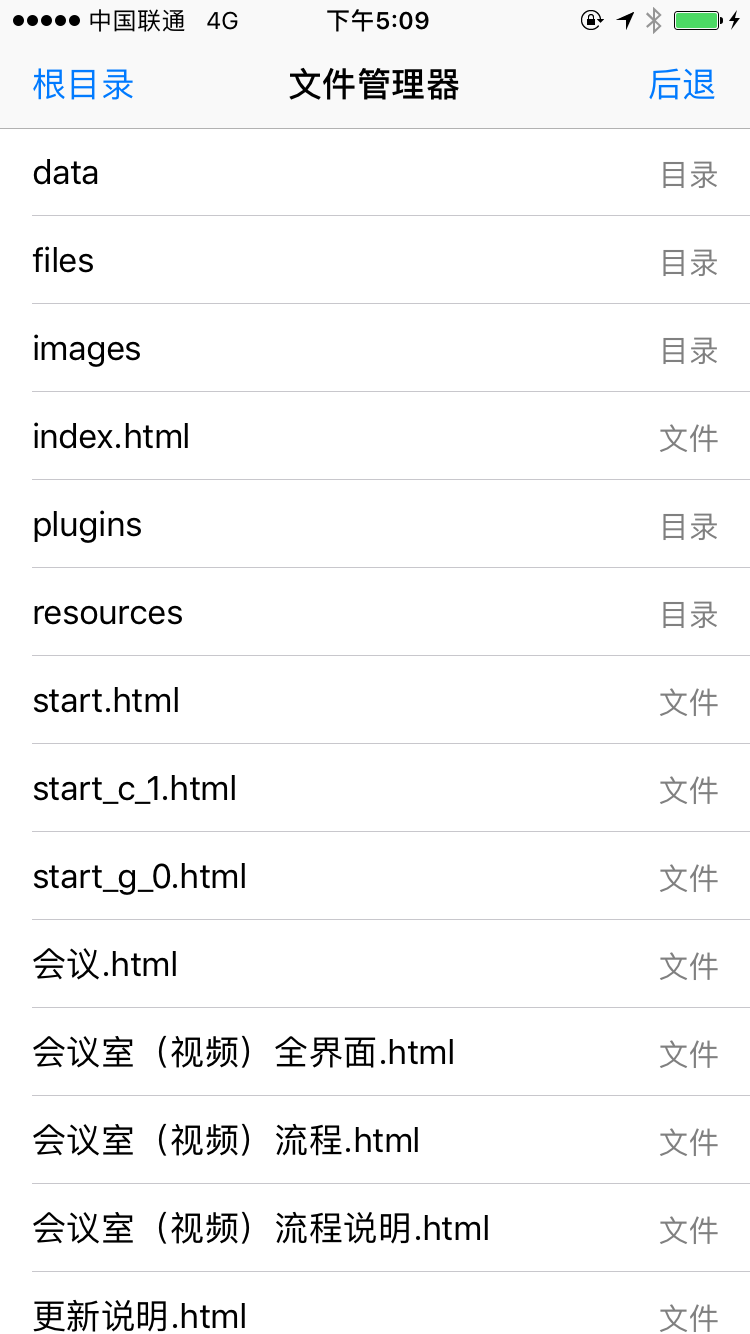 中国联通 4G 下午5:09
根目录 文件管理器 后退
data 目录
files 目录
images 目录
index.html 文件
plugins 目录
resources 目录
start.html 文件
start_c_1.html 文件
start_g_0.html 文件
会议.html 文件
会议室（视频）全界面.html 文件
会议室（视频）流程.html 文件
会议室（视频）流程说明.html 文件
更新说明.html 文件